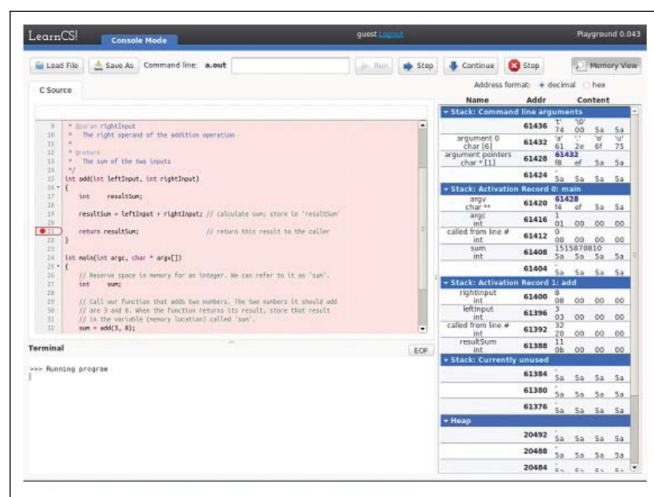 LearnCS!
Console Mode
guest Logout
Playground 0.043
Load File
Save As
Command line: a.out
Run
Step
Continue
Stop
Memory View
C Source
9 * @param rightInput
10 * The right operand of the addition operation
11 *
12 * @return
13 * The sum of the two inputs
14 */
15 int add(int leftInput, int rightInput)
16 {
17 int resultSum;
18
19 resultSum = leftInput + rightInput; // calculate sum; store in 'resultSum'
20
21 return resultSum; // return this result to the caller
22 }
23
24 int main(int argc, char * argv[])
25 {
26 // Reserve space in memory for an integer. We can refer to it as 'sum'.
27 int sum;
28
29 // Call our function that adds two numbers. The two numbers it should add
30 // are 3 and 8. When the function returns its result, store that result
31 // in the variable (memory location) called 'sum'.
32 sum = add(3, 8);
Terminal
EOF
>>> Running program
Address format: decimal hex
Name Addr Content
Stack: Command line arguments
't' '\0'
61436 74 00 5a 5a
argument 0 'a' '.' 'o' 'u'
char [6] 61432 61 2e 6f 75
argument pointers 61432
char * [1] 61428 f8 ef 5a 5a
61424 5a 5a 5a 5a
Stack: Activation Record 0: main
argv 61428
char ** 61420 f4 ef 5a 5a
argc 1
int 61416 01 00 00 00
called from line # 0
int 61412 00 00 00 00
sum 1515870810
int 61408 5a 5a 5a 5a
61404 5a 5a 5a 5a
Stack: Activation Record 1: add
rightInput 8
int 61400 08 00 00 00
leftInput 3
int 61396 03 00 00 00
called from line # 32
int 61392 20 00 00 00
resultSum 11
int 61388 0b 00 00 00
Stack: Currently unused
61384 5a 5a 5a 5a
61380 5a 5a 5a 5a
61376 5a 5a 5a 5a
Heap
20492 5a 5a 5a 5a
20488 5a 5a 5a 5a
20484